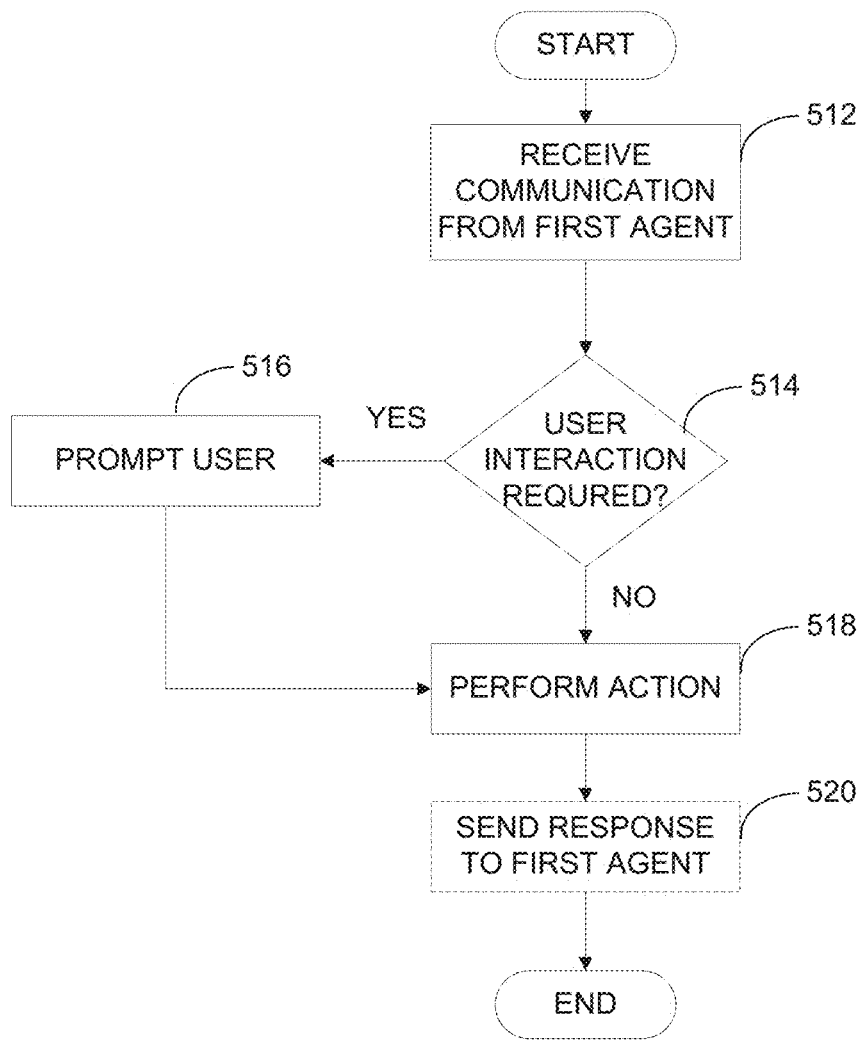 START
512
RECEIVE
COMMUNICATION
FROM FIRST AGENT
516
514
YES
USER
INTERACTION
REQURED?
PROMPT USER
NO
518
PERFORM ACTION
520
SEND RESPONSE
TO FIRST AGENT
END